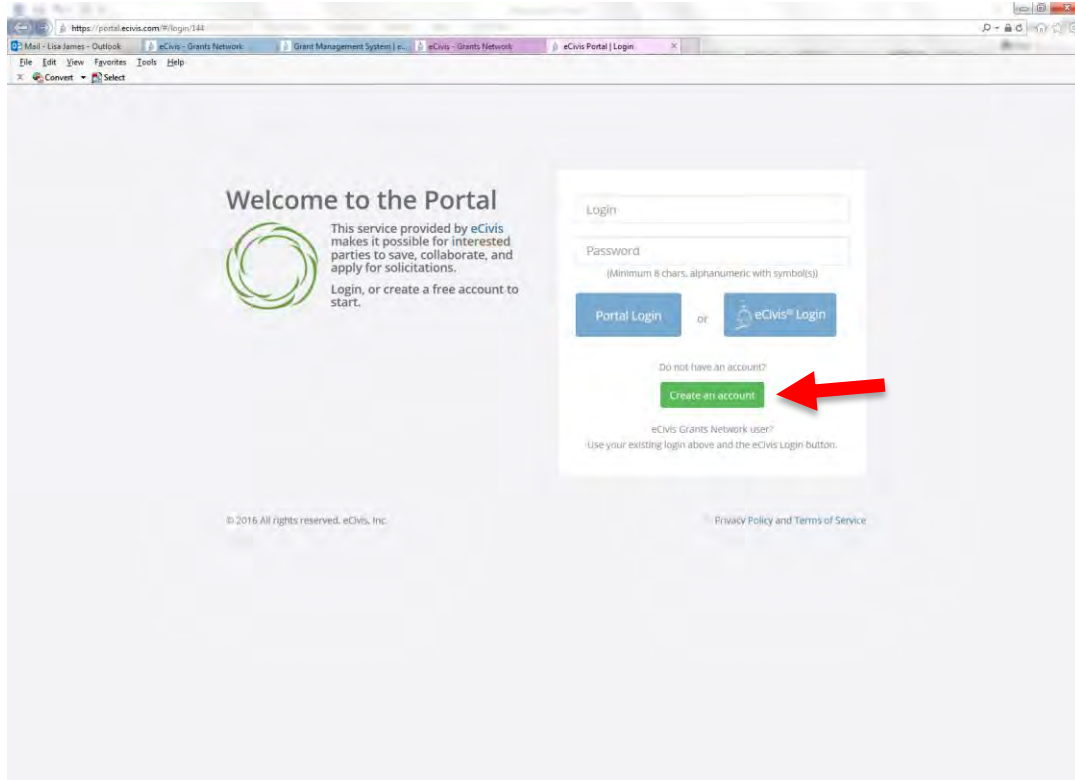 https://portal.ecivis.com/#/login/144
Mail - Lisa James - Outlook
eCivis - Grants Network
Grant Management System | e...
eCivis - Grants Network
eCivis Portal | Login
File Edit View Favorites Tools Help
Convert Select
Welcome to the Portal
This service provided by eCivis
makes it possible for interested
parties to save, collaborate, and
apply for solicitations.
Login, or create a free account to
start.
Login
Password
(Minimum 8 chars, alphanumeric with symbol(s))
Portal Login
or
eCivis® Login
Do not have an account?
Create an account
eCivis Grants Network user?
Use your existing login above and the eCivis Login button.
© 2016 All rights reserved, eCivis, Inc.
Privacy Policy and Terms of Service